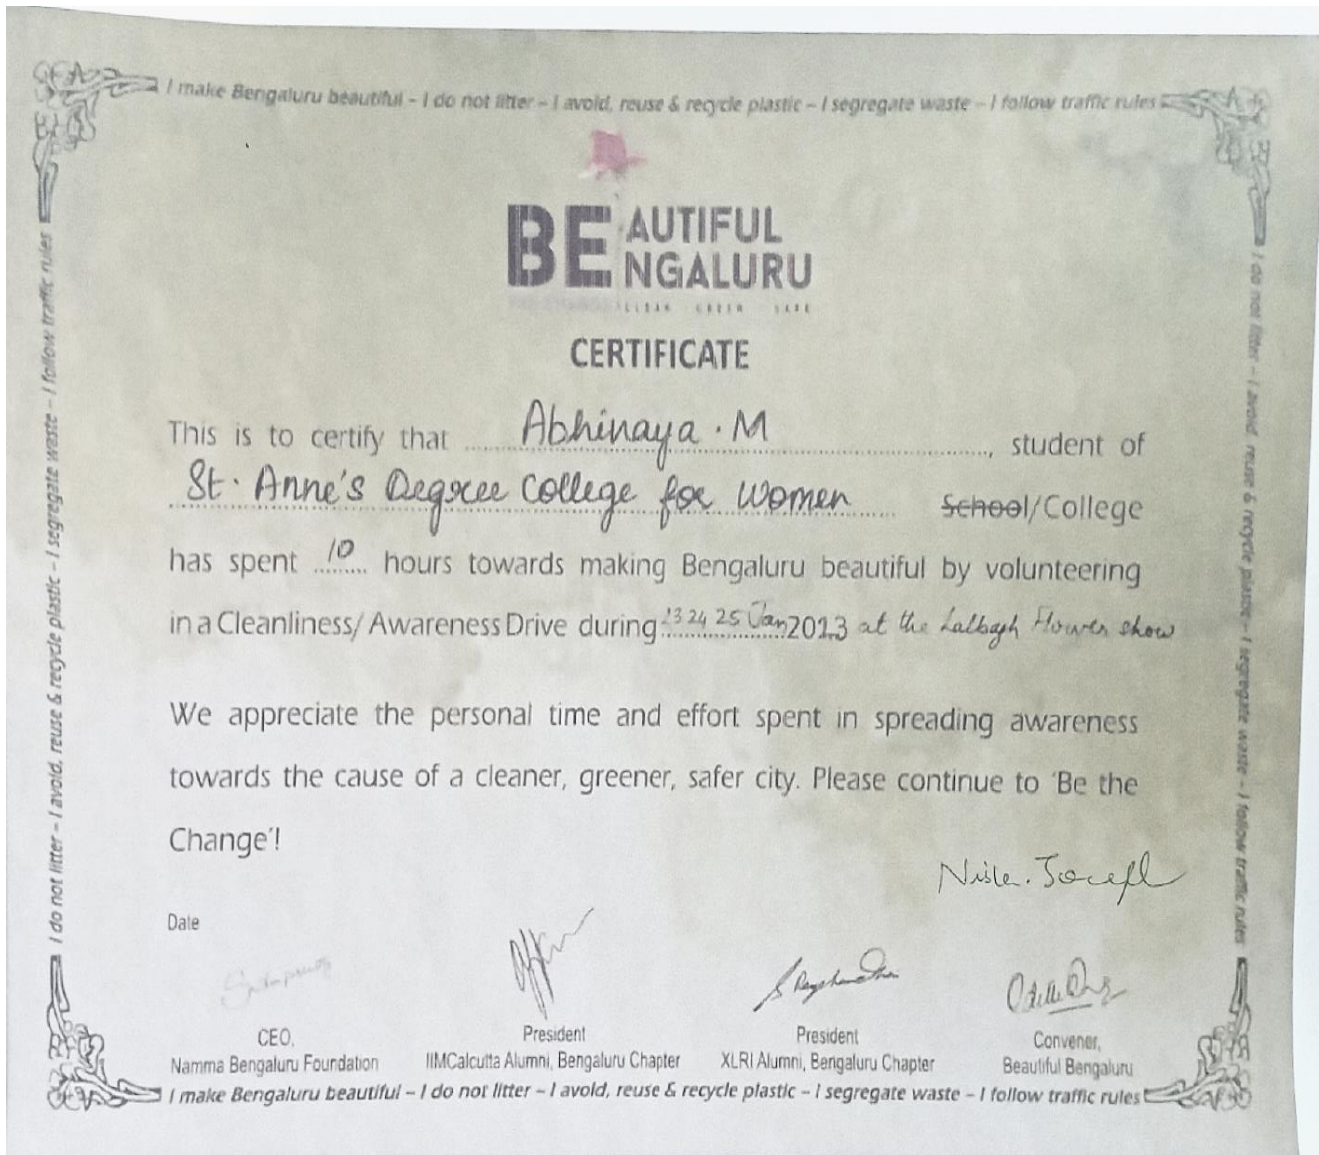 I make Bengaluru beautiful – I do not litter – I avoid, reuse & recycle plastic – I segregate waste – I follow traffic rules
BEAUTIFUL
BENGALURU
CLEAN GREEN SAFE
CERTIFICATE
This is to certify that Abhinaya . M, student of
St. Anne's Degree College for Women School/College
has spent 10 hours towards making Bengaluru beautiful by volunteering
in a Cleanliness/ Awareness Drive during 23 24 25 Jan 2013 at the Lalbagh Flower show
We appreciate the personal time and effort spent in spreading awareness
towards the cause of a cleaner, greener, safer city. Please continue to 'Be the
Change'!
Date
CEO,
Namma Bengaluru Foundation
President
IIMCalcutta Alumni, Bengaluru Chapter
President
XLRI Alumni, Bengaluru Chapter
Convener,
Beautiful Bengaluru
I make Bengaluru beautiful – I do not litter – I avoid, reuse & recycle plastic – I segregate waste – I follow traffic rules
I do not litter – I avoid, reuse & recycle plastic – I segregate waste – I follow traffic rules
I do not litter – I avoid, reuse & recycle plastic – I segregate waste – I follow traffic rules